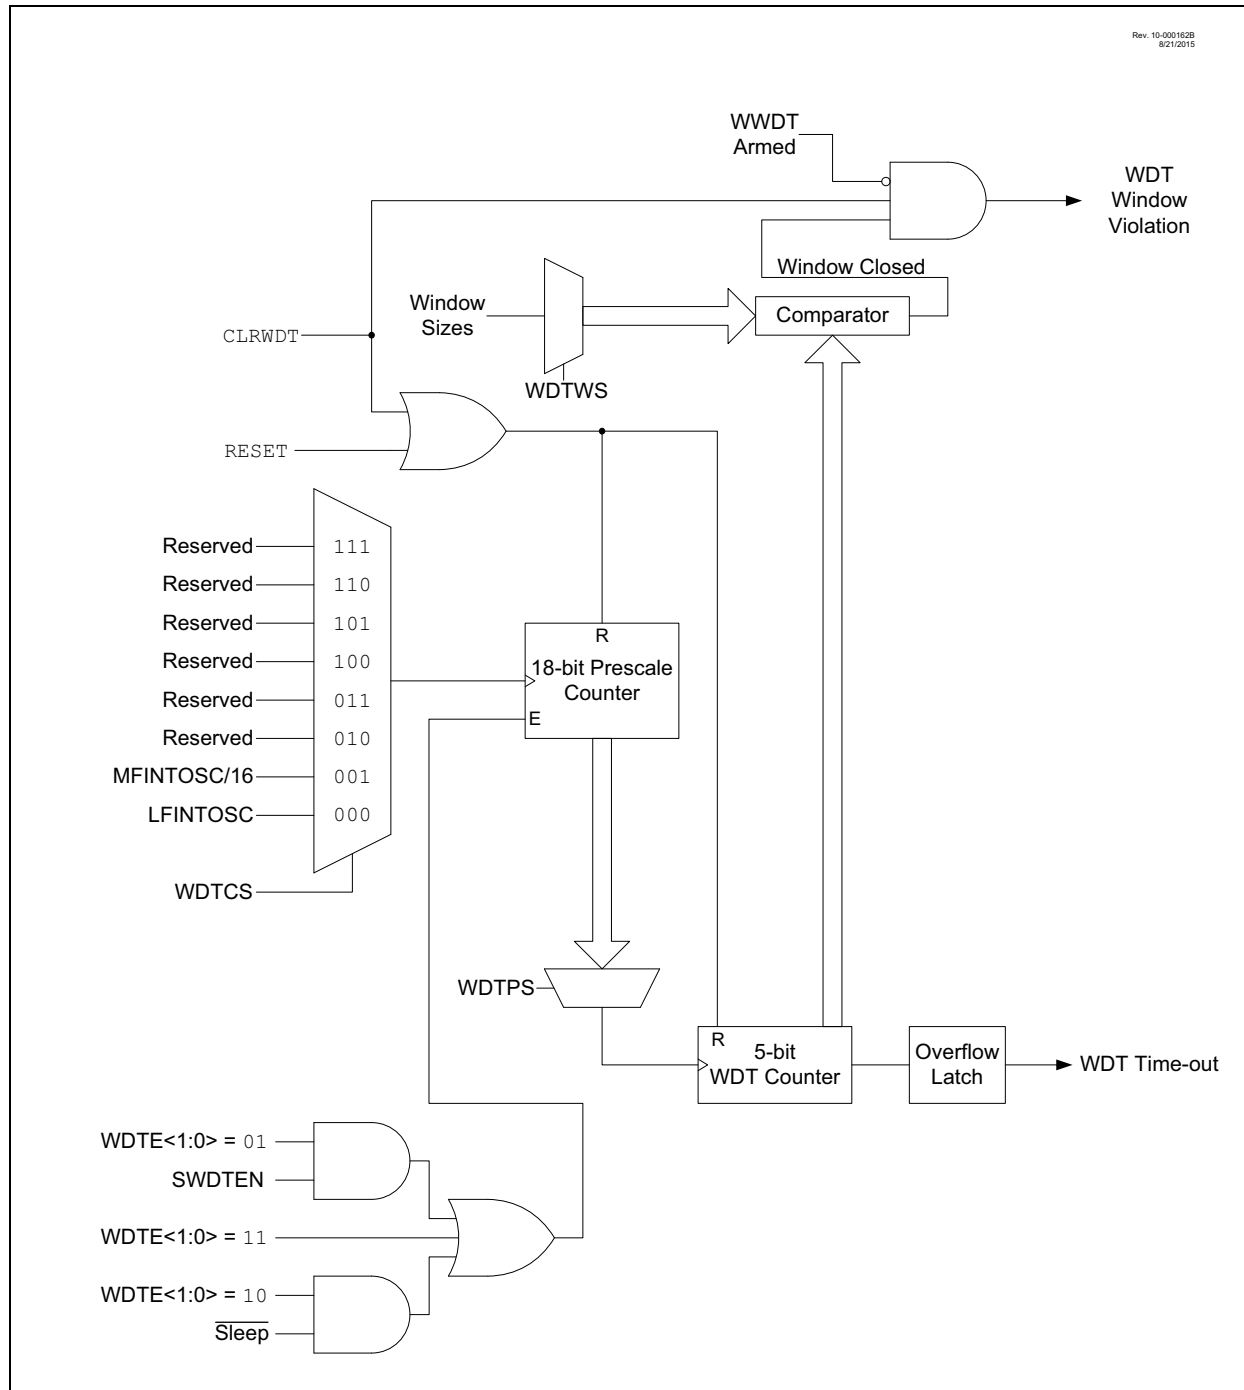 Rev. 10-000162B
8/21/2015
WWDT
Armed
WDT
Window
Violation
Window Closed
Window
Sizes
Comparator
CLRWDT
WDTWS
RESET
Reserved 111
Reserved 110
Reserved 101
Reserved 100
Reserved 011
Reserved 010
MFINTOSC/16 001
LFINTOSC 000
WDTCS
R
18-bit Prescale
Counter
E
WDTPS
R
5-bit
WDT Counter
Overflow
Latch
WDT Time-out
WDTE<1:0> = 01
SWDTEN
WDTE<1:0> = 11
WDTE<1:0> = 10
Sleep